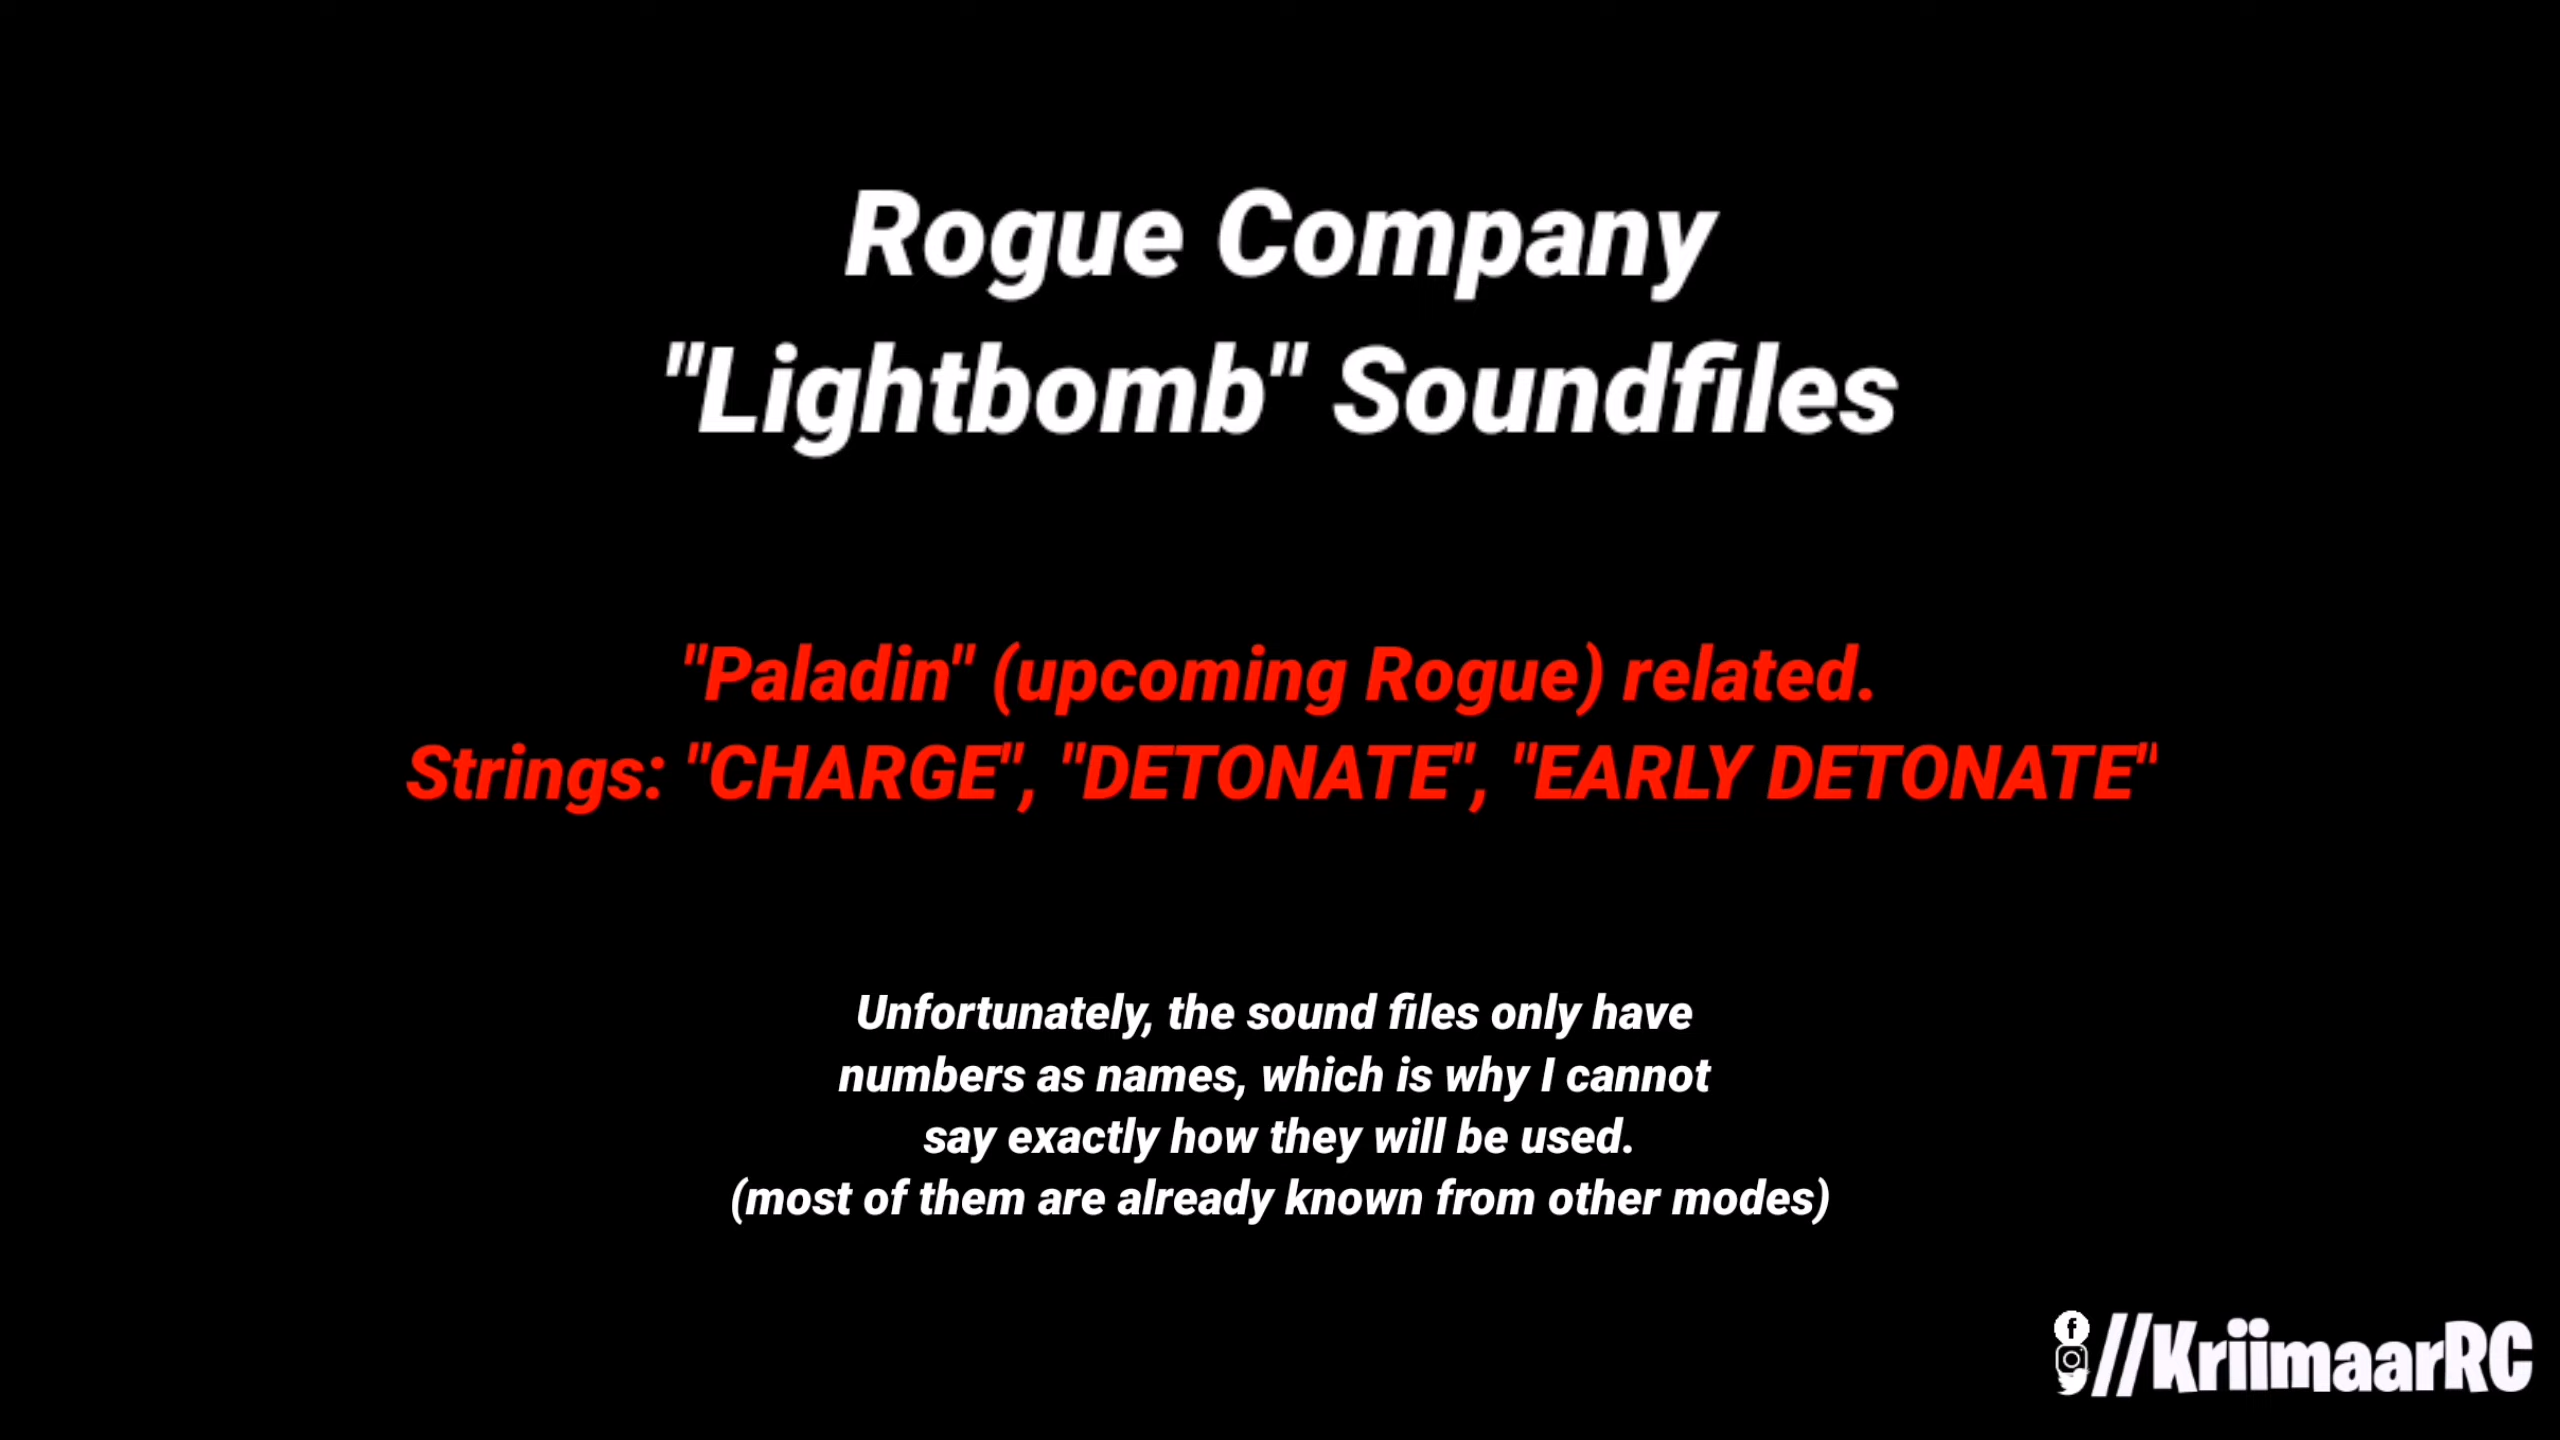 Rogue Company
"Lightbomb" Soundfiles
"Paladin" (upcoming Rogue) related.
Strings: "CHARGE", "DETONATE", "EARLY DETONATE"
Unfortunately, the sound files only have
numbers as names, which is why I cannot
say exactly how they will be used.
(most of them are already known from other modes)
//KriimaarRC